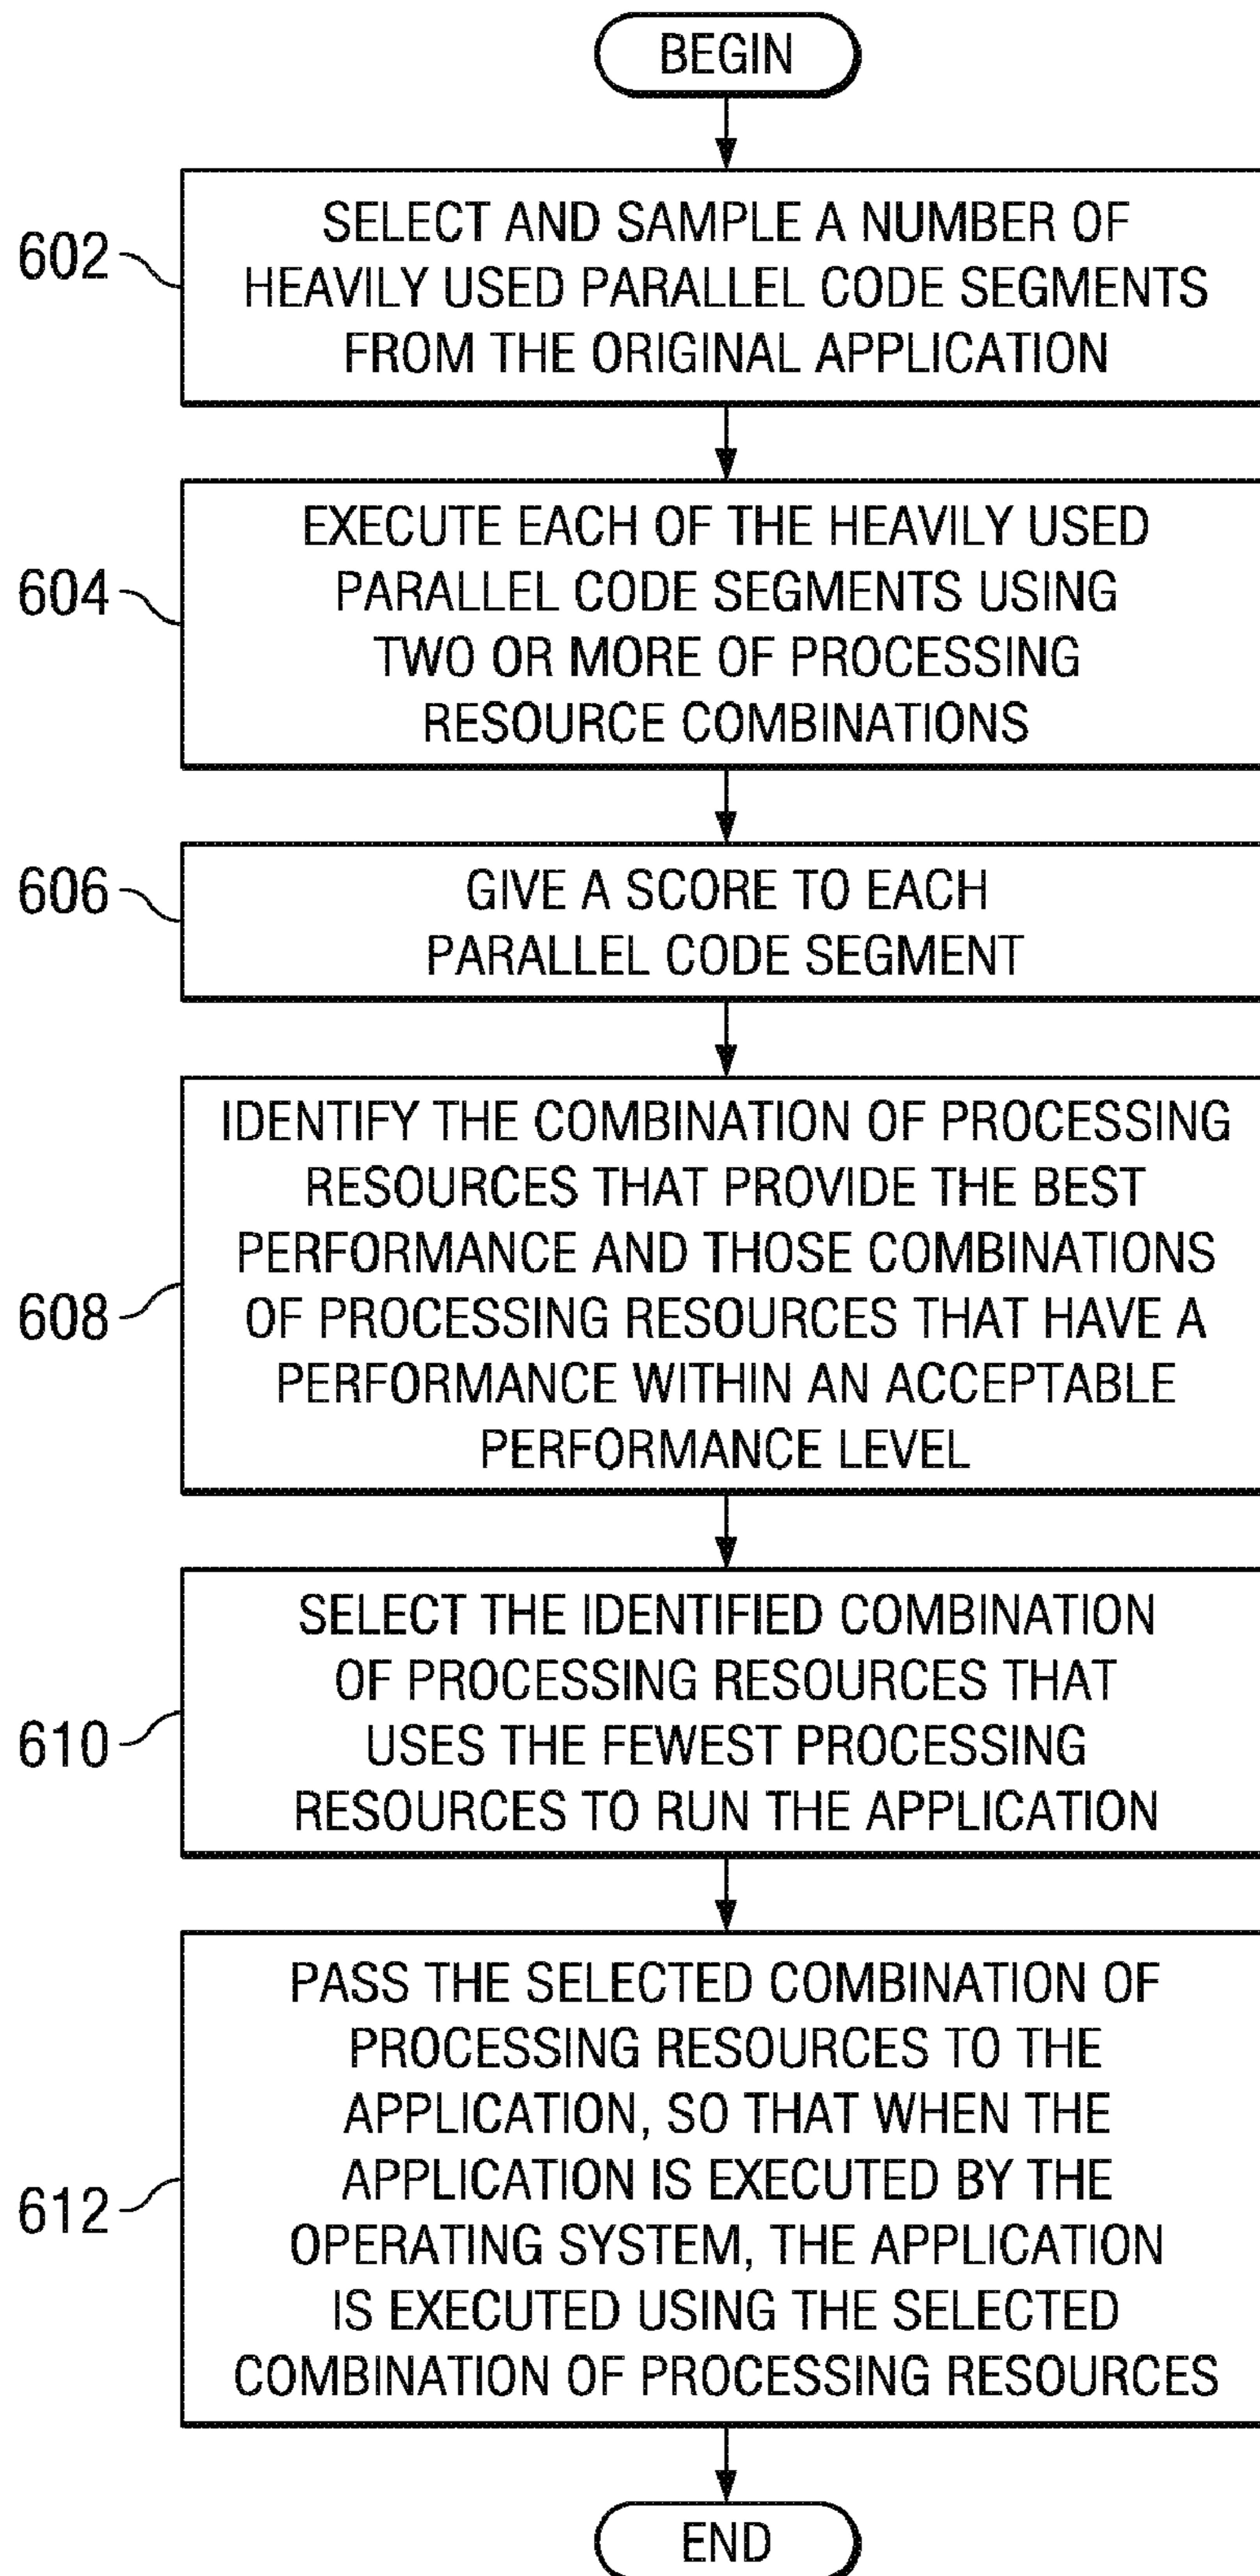 BEGIN
602
SELECT AND SAMPLE A NUMBER OF
HEAVILY USED PARALLEL CODE SEGMENTS
FROM THE ORIGINAL APPLICATION
604
EXECUTE EACH OF THE HEAVILY USED
PARALLEL CODE SEGMENTS USING
TWO OR MORE OF PROCESSING
RESOURCE COMBINATIONS
606
GIVE A SCORE TO EACH
PARALLEL CODE SEGMENT
608
IDENTIFY THE COMBINATION OF PROCESSING
RESOURCES THAT PROVIDE THE BEST
PERFORMANCE AND THOSE COMBINATIONS
OF PROCESSING RESOURCES THAT HAVE A
PERFORMANCE WITHIN AN ACCEPTABLE
PERFORMANCE LEVEL
610
SELECT THE IDENTIFIED COMBINATION
OF PROCESSING RESOURCES THAT
USES THE FEWEST PROCESSING
RESOURCES TO RUN THE APPLICATION
612
PASS THE SELECTED COMBINATION OF
PROCESSING RESOURCES TO THE
APPLICATION, SO THAT WHEN THE
APPLICATION IS EXECUTED BY THE
OPERATING SYSTEM, THE APPLICATION
IS EXECUTED USING THE SELECTED
COMBINATION OF PROCESSING RESOURCES
END